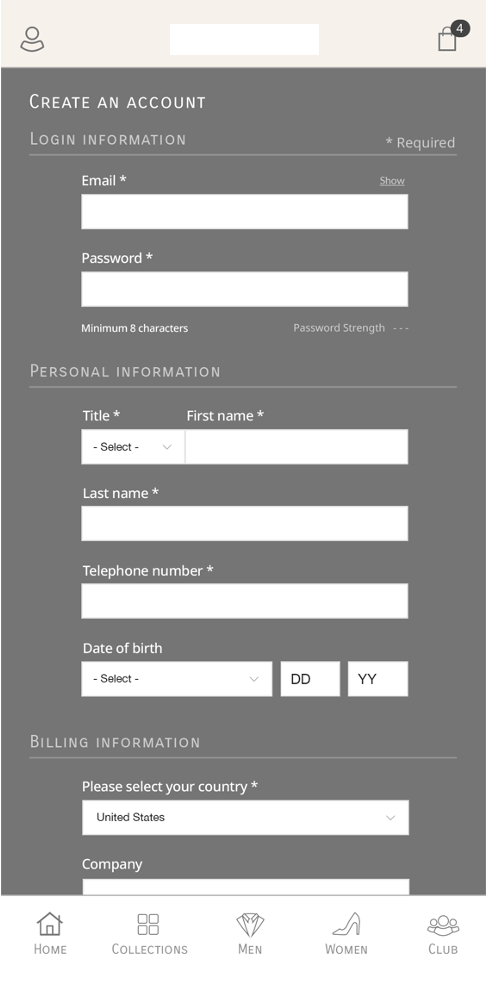 4
CREATE AN ACCOUNT
LOGIN INFORMATION * Required
Email * Show
Password *
Minimum 8 characters Password Strength ---
PERSONAL INFORMATION
Title * First name *
- Select -
Last name *
Telephone number *
Date of birth
- Select - DD YY
BILLING INFORMATION
Please select your country *
United States
Company
HOME COLLECTIONS MEN WOMEN CLUB